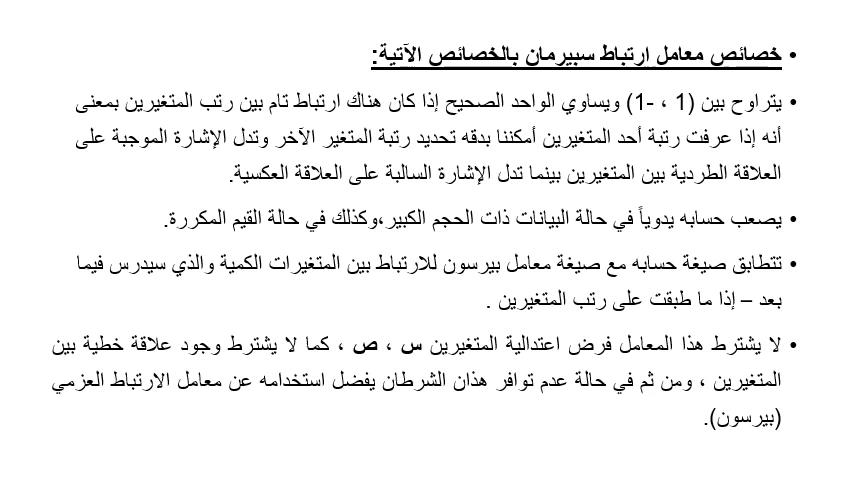 • خصائص معامل ارتباط سبيرمان بالخصائص الآتية:
• يتراوح بين (1 ، -1) ويساوي الواحد الصحيح إذا كان هناك ارتباط تام بين رتب المتغيرين بمعنى
أنه إذا عرفت رتبة أحد المتغيرين أمكننا بدقه تحديد رتبة المتغير الآخر وتدل الإشارة الموجبة على
العلاقة الطردية بين المتغيرين بينما تدل الإشارة السالبة على العلاقة العكسية.
• يصعب حسابه يدوياً في حالة البيانات ذات الحجم الكبير،وكذلك في حالة القيم المكررة.
• تتطابق صيغة حسابه مع صيغة معامل بيرسون للارتباط بين المتغيرات الكمية والذي سيدرس فيما
بعد – إذا ما طبقت على رتب المتغيرين .
• لا يشترط هذا المعامل فرض اعتدالية المتغيرين س ، ص ، كما لا يشترط وجود علاقة خطية بين
المتغيرين ، ومن ثم في حالة عدم توافر هذان الشرطان يفضل استخدامه عن معامل الارتباط العزمي
(بيرسون).